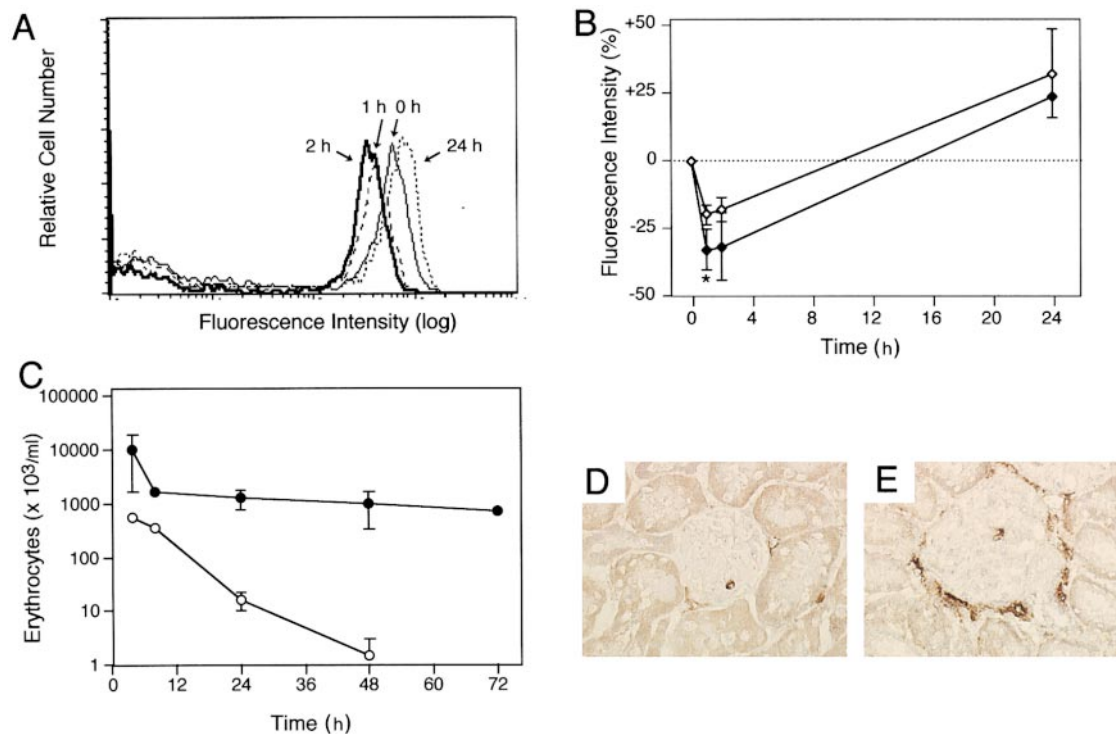 A
Relative Cell Number
1 h
0 h
2 h
24 h
Fluorescence Intensity (log)
B
Fluorescence Intensity (%)
+50
+25
0
-25
-50
*
0 4 8 12 16 20 24
Time (h)
C
Erythrocytes (x 10³/ml)
100000
10000
1000
100
10
1
0 12 24 36 48 60 72
Time (h)
D
E